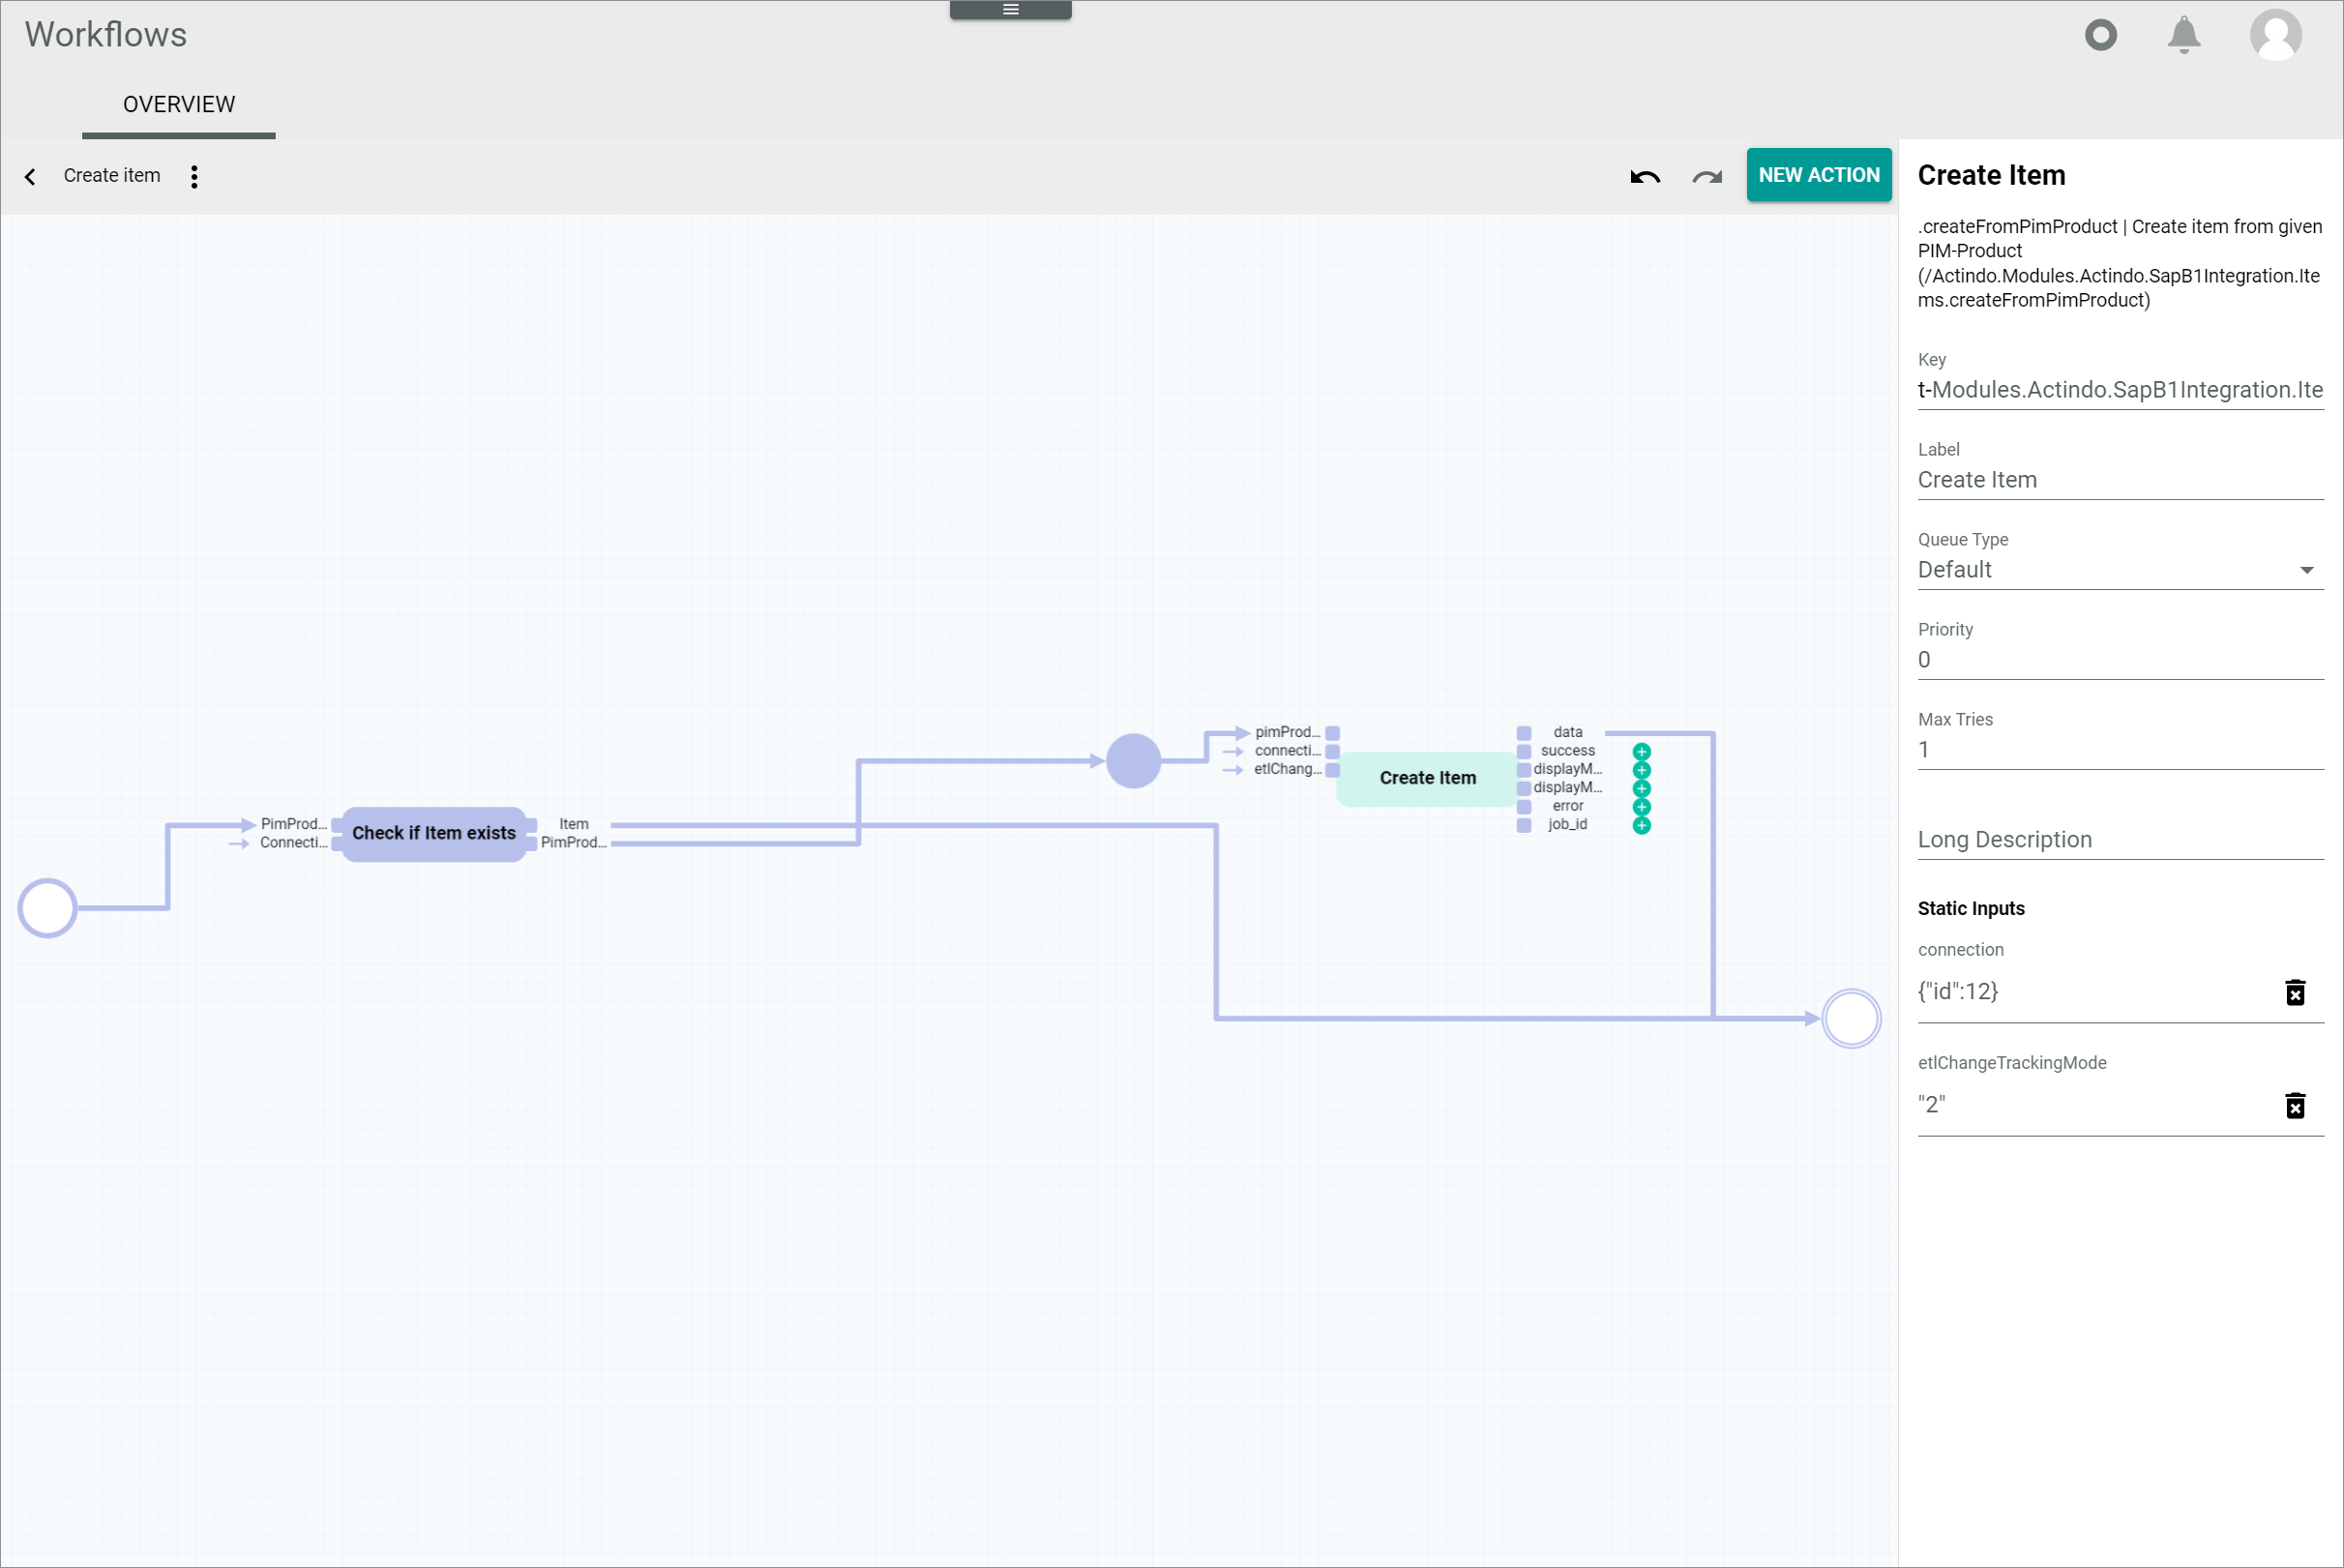 Workflows
OVERVIEW
Create item
NEW ACTION
PimProd...
Connecti...
Check if Item exists
Item
PimProd...
pimProd...
connecti...
etlChang...
Create Item
data
success
displayM...
displayM...
error
job_id
Create Item
.createFromPimProduct | Create item from given
PIM-Product
(/Actindo.Modules.Actindo.SapB1Integration.Ite
ms.createFromPimProduct)
Key
t-Modules.Actindo.SapB1Integration.Ite
Label
Create Item
Queue Type
Default
Priority
0
Max Tries
1
Long Description
Static Inputs
connection
{"id":12}
etlChangeTrackingMode
"2"